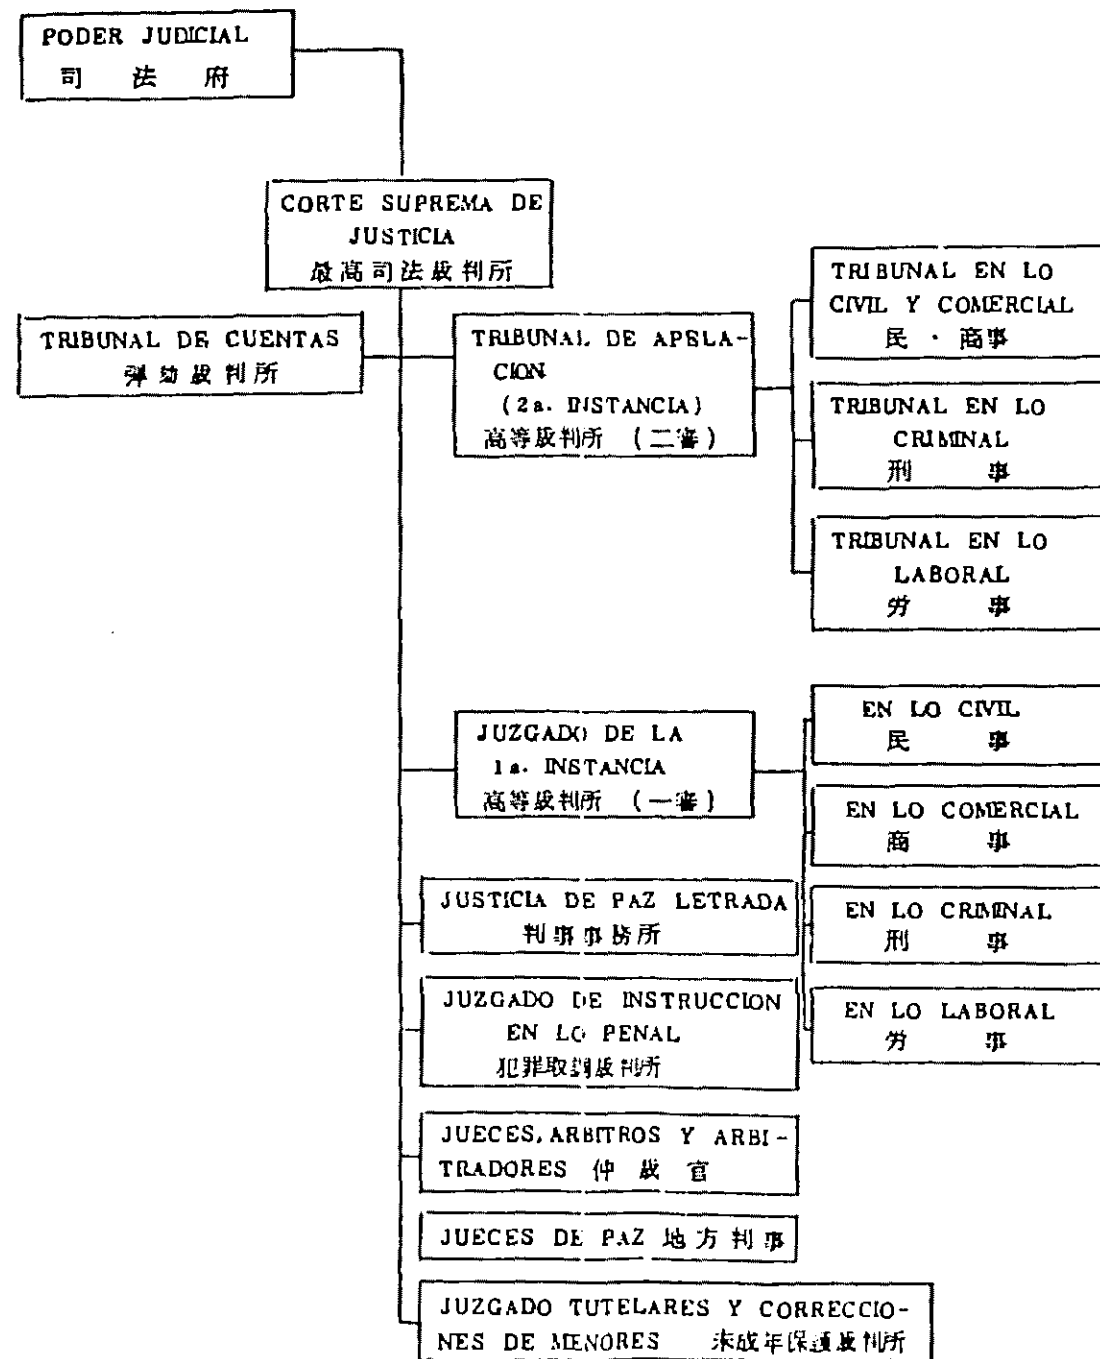 PODER JUDICIAL
司 法 府
CORTE SUPREMA DE
JUSTICIA
最高司法裁判所
TRIBUNAL DE CUENTAS
弾劾裁判所
TRIBUNAL DE APELA-
CION
(2a. INSTANCIA)
高等裁判所 (二審)
TRIBUNAL EN LO
CIVIL Y COMERCIAL
民・商事
TRIBUNAL EN LO
CRIMINAL
刑 事
TRIBUNAL EN LO
LABORAL
労 事
JUZGADO DE LA
1a. INSTANCIA
高等裁判所 (一審)
EN LO CIVIL
民 事
EN LO COMERCIAL
商 事
EN LO CRIMINAL
刑 事
EN LO LABORAL
労 事
JUSTICIA DE PAZ LETRADA
判事事務所
JUZGADO DE INSTRUCCION
EN LO PENAL
犯罪取調裁判所
JUECES, ARBITROS Y ARBI-
TRADORES 仲 裁 官
JUECES DE PAZ 地方判事
JUZGADO TUTELARES Y CORRECCIO-
NES DE MENORES 未成年保護裁判所